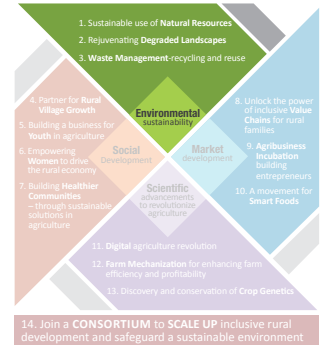 1. Sustainable use of Natural Resources
2. Rejuvenating Degraded Landscapes
3. Waste Management-recycling and reuse
Environmental
sustainability
4. Partner for Rural
Village Growth
5. Building a business for
Youth in agriculture
6. Empowering
Women to drive
the rural economy
7. Building Healthier
Communities
– through sustainable
solutions in
agriculture
Social
Development
Market
development
8. Unlock the power
of inclusive Value
Chains for rural
families
9. Agribusiness
Incubation
building
entrepreneurs
10. A movement for
Smart Foods
Scientific
advancements
to revolutionize
agriculture
11. Digital agriculture revolution
12. Farm Mechanization for enhancing farm
efficiency and profitability
13. Discovery and conservation of Crop Genetics
14. Join a CONSORTIUM to SCALE UP inclusive rural
development and safeguard a sustainable environment